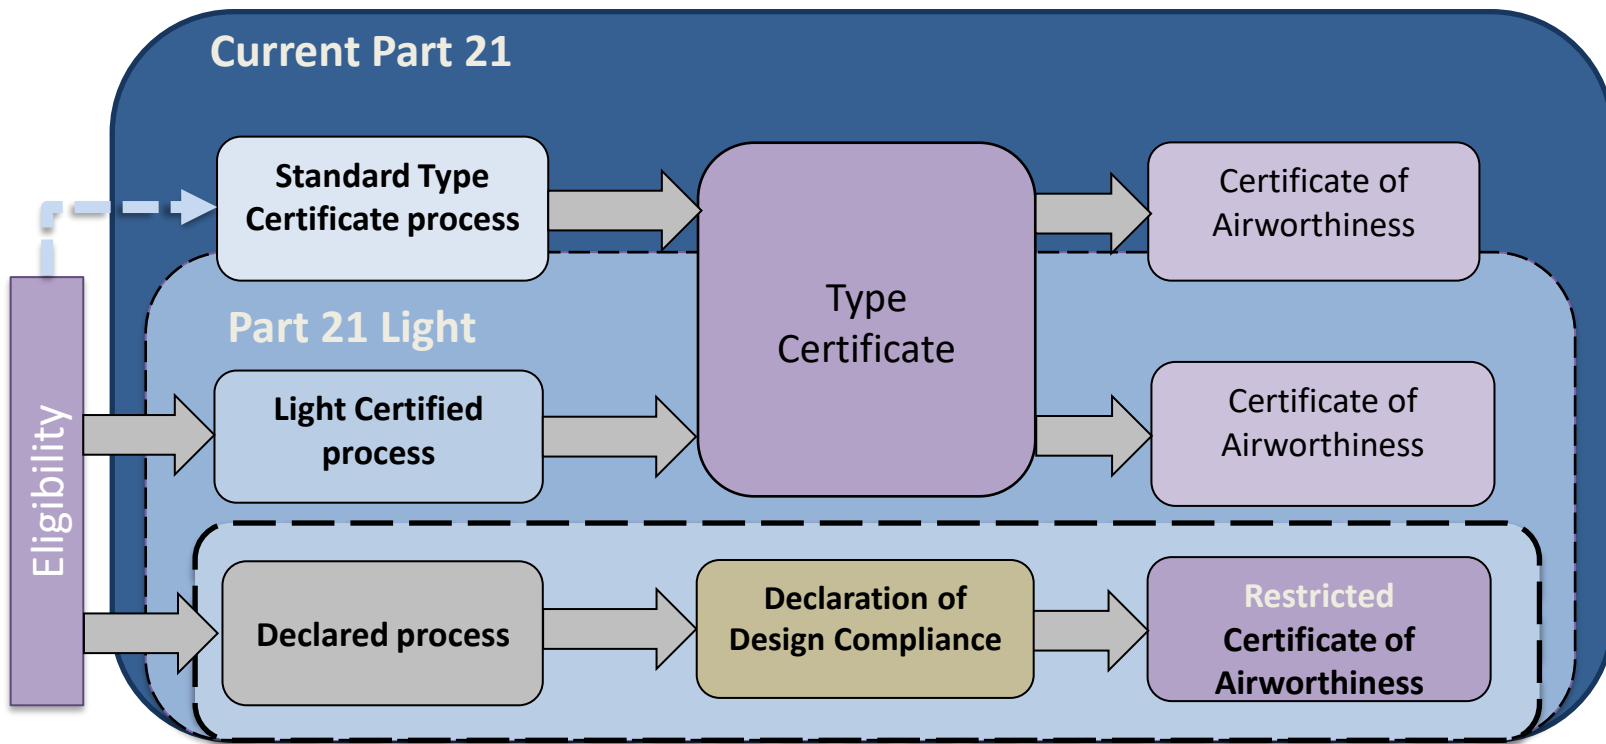 Current Part 21
Standard Type
Certificate process
Type
Certificate
Certificate of
Airworthiness
Part 21 Light
Eligibility
Light Certified
process
Certificate of
Airworthiness
Declared process
Declaration of
Design Compliance
Restricted
Certificate of
Airworthiness